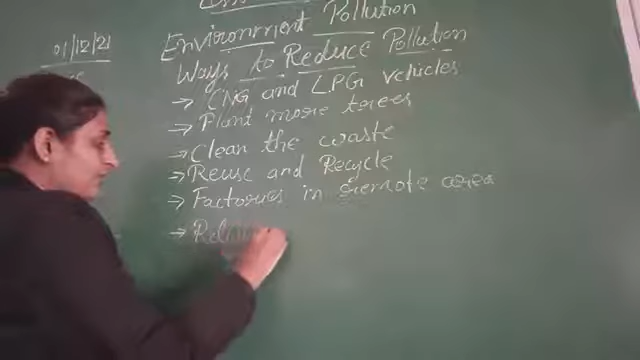 01/12/21
Environment Pollution
Ways to Reduce Pollution
→ CNG and LPG vehicles
→ Plant more trees
→ Clean the waste
→ Reuse and Recycle
→ Factories in remote area
→